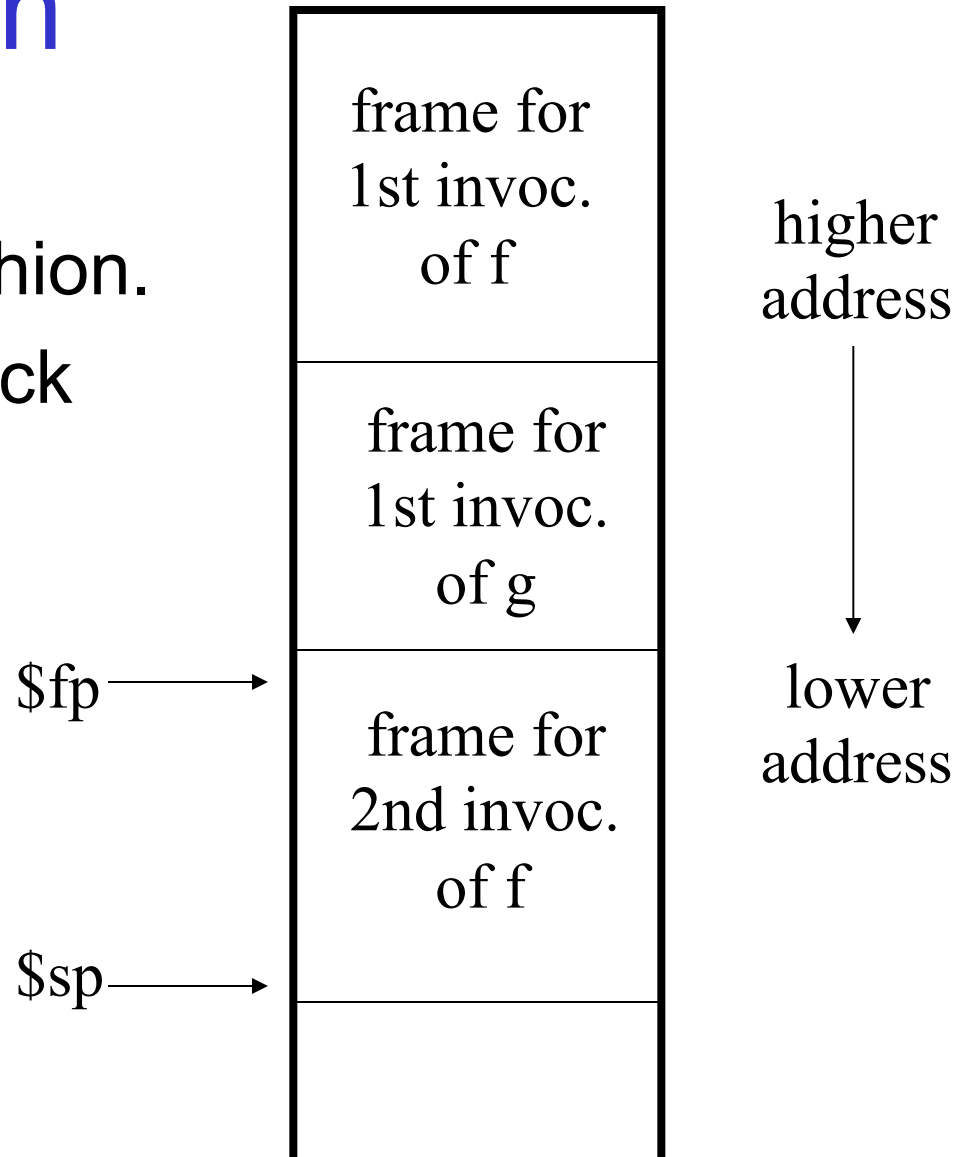 n
hion.
ck
frame for
1st invoc.
of f
higher
address
frame for
1st invoc.
of g
$fp
lower
address
frame for
2nd invoc.
of f
$sp